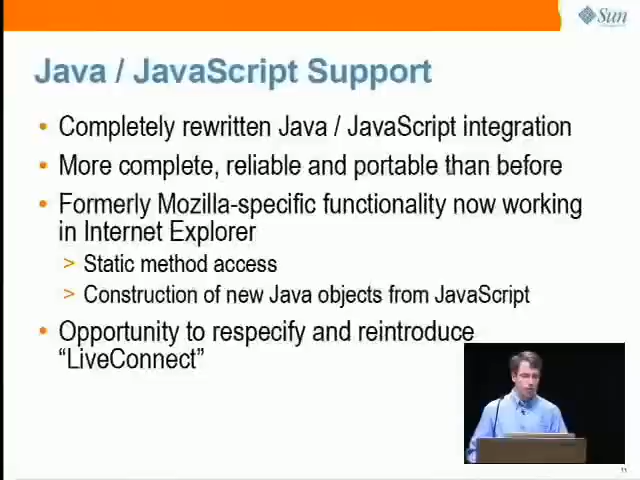 Sun
Java / JavaScript Support
• Completely rewritten Java / JavaScript integration
• More complete, reliable and portable than before
• Formerly Mozilla-specific functionality now working
in Internet Explorer
> Static method access
> Construction of new Java objects from JavaScript
• Opportunity to respecify and reintroduce
“LiveConnect”
11